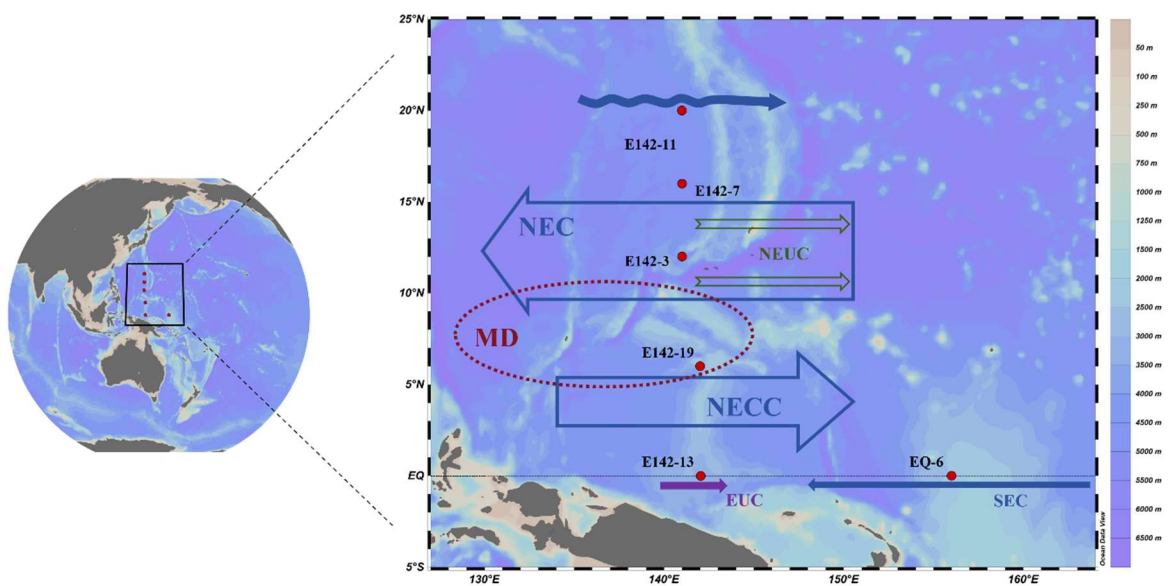 25°N
20°N
15°N
10°N
5°N
EQ
5°S
130°E
140°E
150°E
160°E
E142-11
E142-7
NEC
NEUC
E142-3
MD
E142-19
NECC
E142-13
EQ-6
EUC
SEC
Ocean Data View
50 m
100 m
250 m
500 m
750 m
1000 m
1250 m
1500 m
2000 m
2500 m
3000 m
3500 m
4000 m
4500 m
5000 m
5500 m
6000 m
6500 m